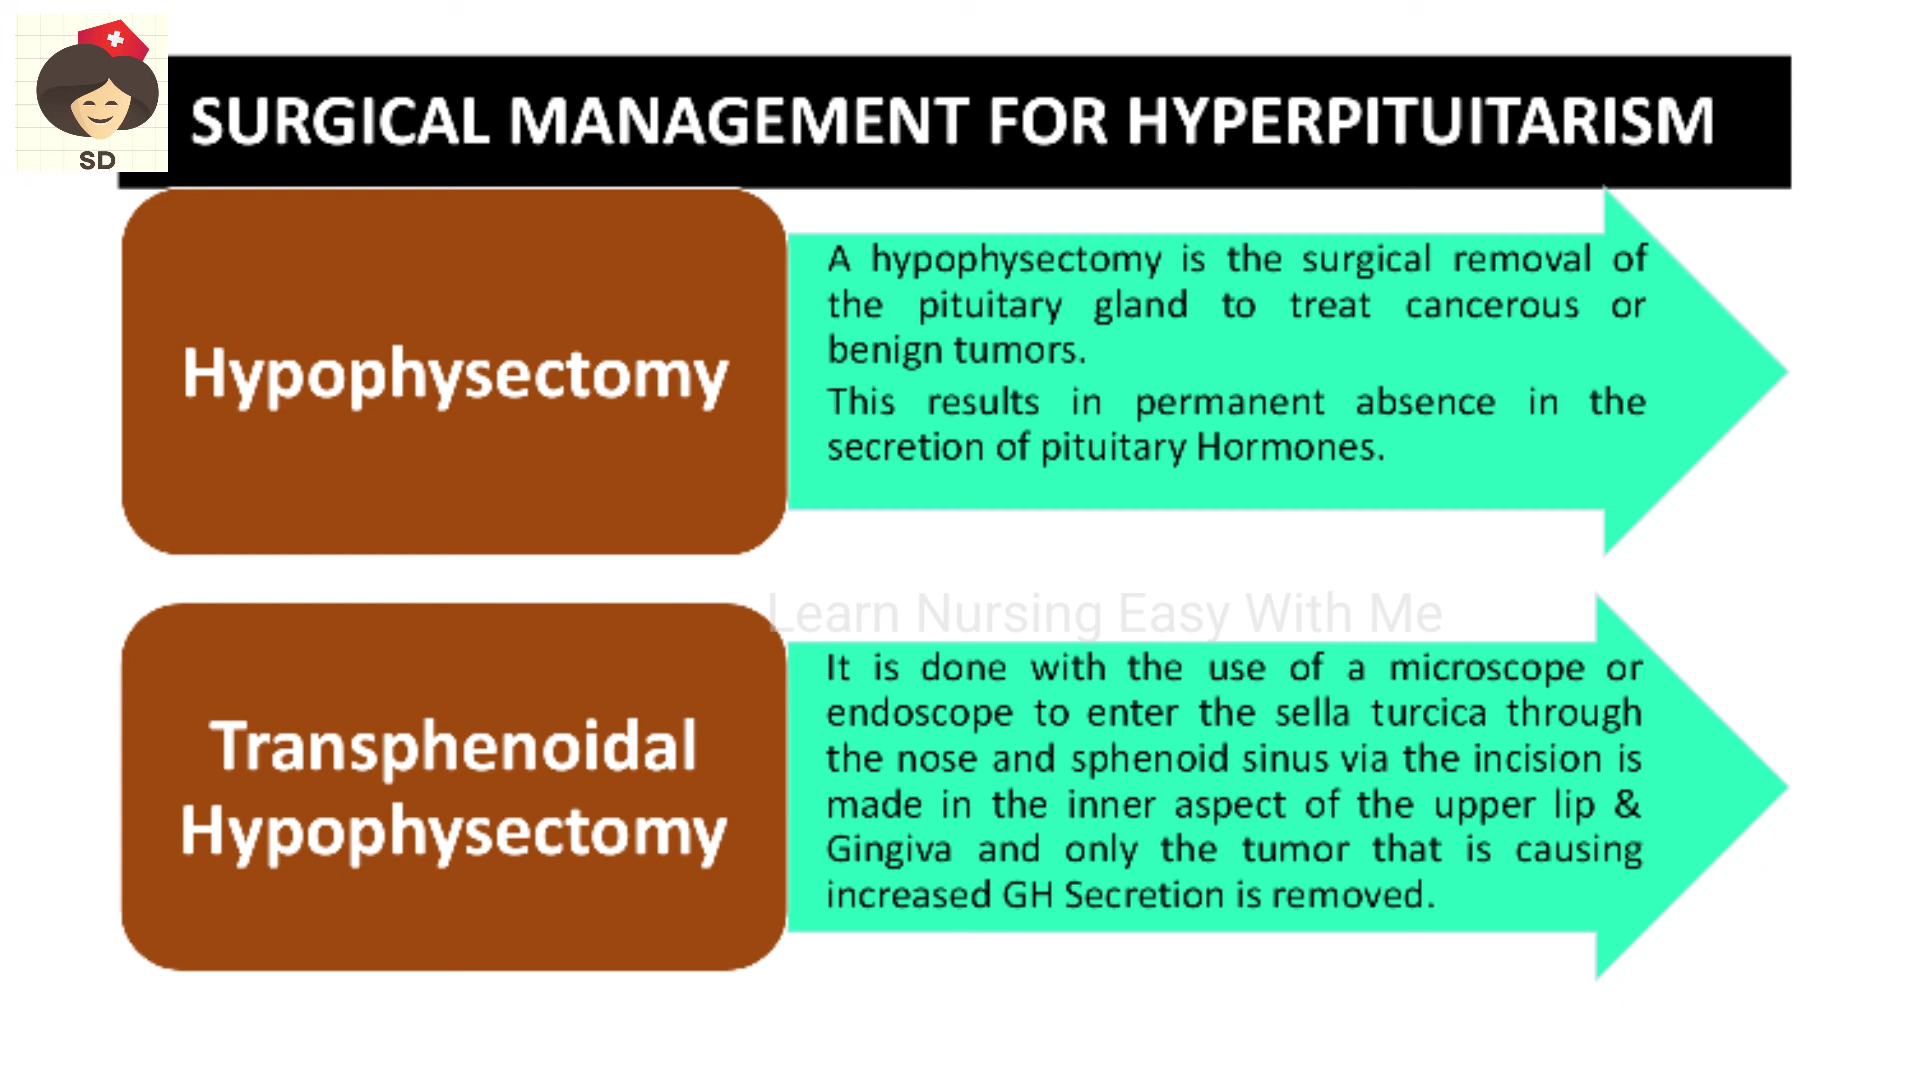 SD
SURGICAL MANAGEMENT FOR HYPERPITUITARISM
Hypophysectomy
A hypophysectomy is the surgical removal of
the pituitary gland to treat cancerous or
benign tumors.
This results in permanent absence in the
secretion of pituitary Hormones.
Learn Nursing Easy With Me
Transphenoidal
Hypophysectomy
It is done with the use of a microscope or
endoscope to enter the sella turcica through
the nose and sphenoid sinus via the incision is
made in the inner aspect of the upper lip &
Gingiva and only the tumor that is causing
increased GH Secretion is removed.